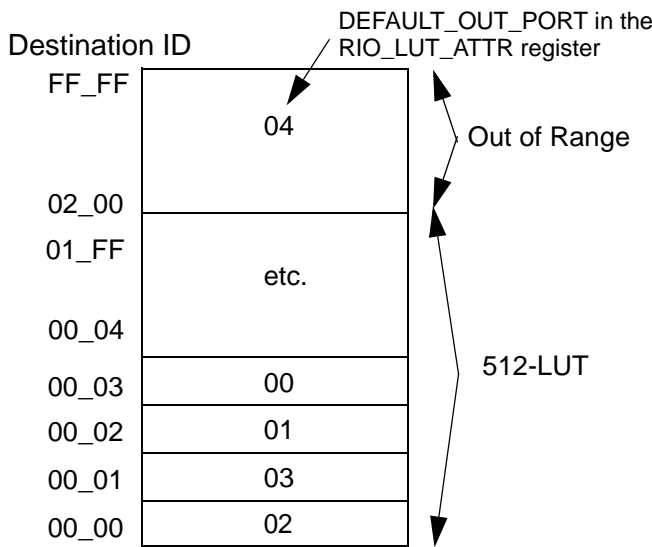 DEFAULT_OUT_PORT in the
RIO_LUT_ATTR register
Destination ID
FF_FF
04
Out of Range
02_00
01_FF
etc.
00_04
512-LUT
00_03
00
00_02
01
00_01
03
00_00
02